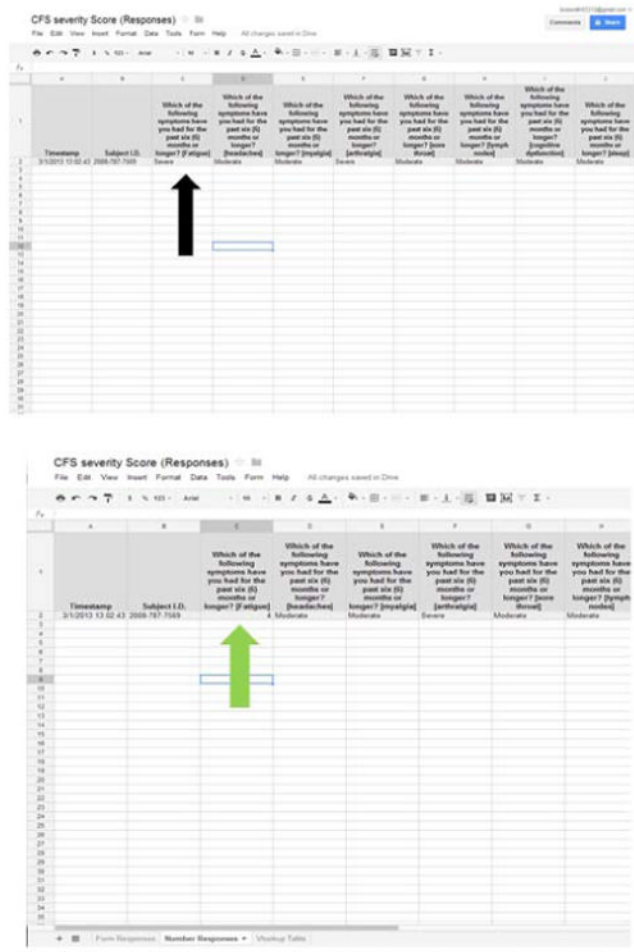 CFS severity Score (Responses)
Comments Share
File Edit View Insert Format Data Tools Form Help All changes saved in Drive
Timestamp
Subject I.D.
Which of the following symptoms have you had for the past six (6) months or longer? [Fatigue]
Which of the following symptoms have you had for the past six (6) months or longer? [headaches]
Which of the following symptoms have you had for the past six (6) months or longer? [myalgia]
Which of the following symptoms have you had for the past six (6) months or longer? [arthralgia]
Which of the following symptoms have you had for the past six (6) months or longer? [sore throat]
Which of the following symptoms have you had for the past six (6) months or longer? [lymph nodes]
Which of the following symptoms have you had for the past six (6) months or longer? [cognitive dysfunction]
Which of the following symptoms have you had for the past six (6) months or longer? [sleep]
3/1/2013 13:02:43 2008-787-7569 Severe Moderate Moderate Severe Moderate Moderate Moderate Moderate
CFS severity Score (Responses)
File Edit View Insert Format Data Tools Form Help All changes saved in Drive
Timestamp
Subject I.D.
Which of the following symptoms have you had for the past six (6) months or longer? [Fatigue]
Which of the following symptoms have you had for the past six (6) months or longer? [headaches]
Which of the following symptoms have you had for the past six (6) months or longer? [myalgia]
Which of the following symptoms have you had for the past six (6) months or longer? [arthralgia]
Which of the following symptoms have you had for the past six (6) months or longer? [sore throat]
Which of the following symptoms have you had for the past six (6) months or longer? [lymph nodes]
3/1/2013 13:02:43 2008-787-7569 4 Moderate Moderate Severe Moderate Moderate
Form Responses Number Responses Vlookup Table